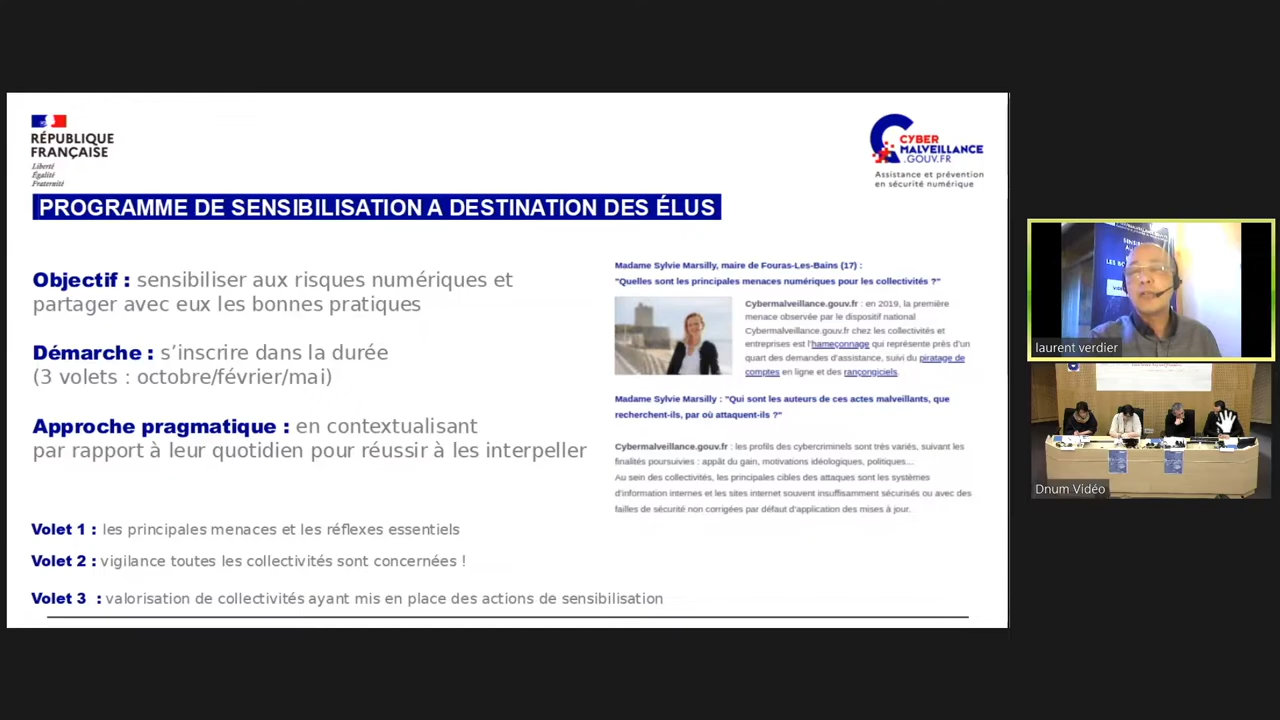 RÉPUBLIQUE
FRANÇAISE
Liberté
Égalité
Fraternité
CYBER
MALVEILLANCE
.GOUV.FR
Assistance et prévention
en sécurité numérique
PROGRAMME DE SENSIBILISATION A DESTINATION DES ÉLUS
Objectif : sensibiliser aux risques numériques et
partager avec eux les bonnes pratiques
Démarche : s’inscrire dans la durée
(3 volets : octobre/février/mai)
Approche pragmatique : en contextualisant
par rapport à leur quotidien pour réussir à les interpeller
Volet 1 : les principales menaces et les réflexes essentiels
Volet 2 : vigilance toutes les collectivités sont concernées !
Volet 3 : valorisation de collectivités ayant mis en place des actions de sensibilisation
Madame Sylvie Marsilly, maire de Fouras-Les-Bains (17) :
"Quelles sont les principales menaces numériques pour les collectivités ?"
Cybermalveillance.gouv.fr : en 2019, la première
menace observée par le dispositif national
Cybermalveillance.gouv.fr chez les collectivités et
entreprises est l'hameçonnage qui représente près d'un
quart des demandes d'assistance, suivi du piratage de
comptes en ligne et des rançongiciels.
Madame Sylvie Marsilly : "Qui sont les auteurs de ces actes malveillants, que
recherchent-ils, par où attaquent-ils ?"
Cybermalveillance.gouv.fr : les profils des cybercriminels sont très variés, suivant les
finalités poursuivies : appât du gain, motivations idéologiques, politiques...
Au sein des collectivités, les principales cibles des attaques sont les systèmes
d'information internes et les sites internet souvent insuffisamment sécurisés ou avec des
failles de sécurité non corrigées par défaut d'application des mises à jour.
laurent verdier
Dnum Vidéo